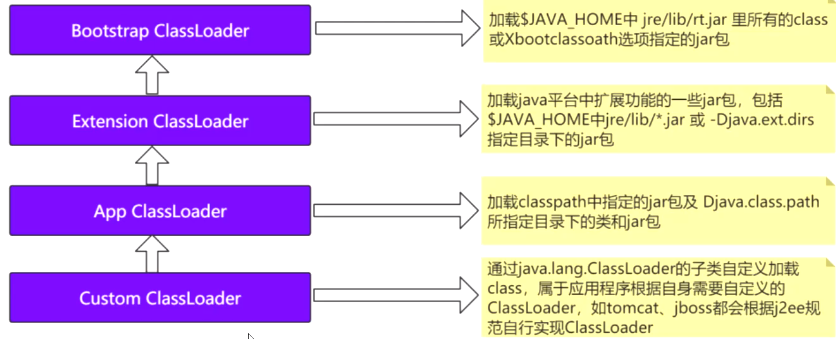 Bootstrap ClassLoader
加载$JAVA_HOME中 jre/lib/rt.jar 里所有的class
或Xbootclassoath选项指定的jar包
Extension ClassLoader
加载java平台中扩展功能的一些jar包，包括
$JAVA_HOME中jre/lib/*.jar 或 -Djava.ext.dirs
指定目录下的jar包
App ClassLoader
加载classpath中指定的jar包及 Djava.class.path
所指定目录下的类和jar包
Custom ClassLoader
通过java.lang.ClassLoader的子类自定义加载
class，属于应用程序根据自身需要自定义的
ClassLoader，如tomcat、jboss都会根据j2ee规
范自行实现ClassLoader